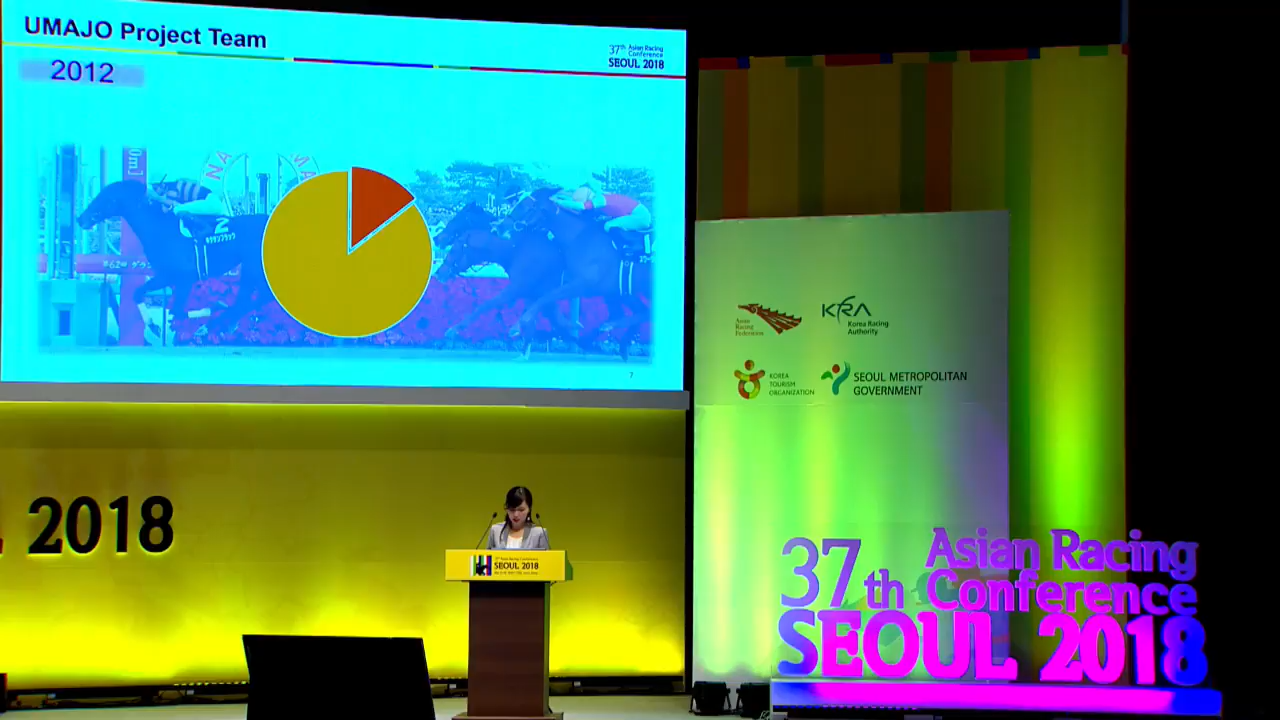 UMAJO Project Team
37th Asian Racing
Conference
SEOUL 2018
2012
7
Asian
Racing
Federation
KRA
Korea Racing
Authority
KOREA
TOURISM
ORGANIZATION
SEOUL METROPOLITAN
GOVERNMENT
2018
SEOUL 2018
37th Asian Racing
Conference
SEOUL 2018